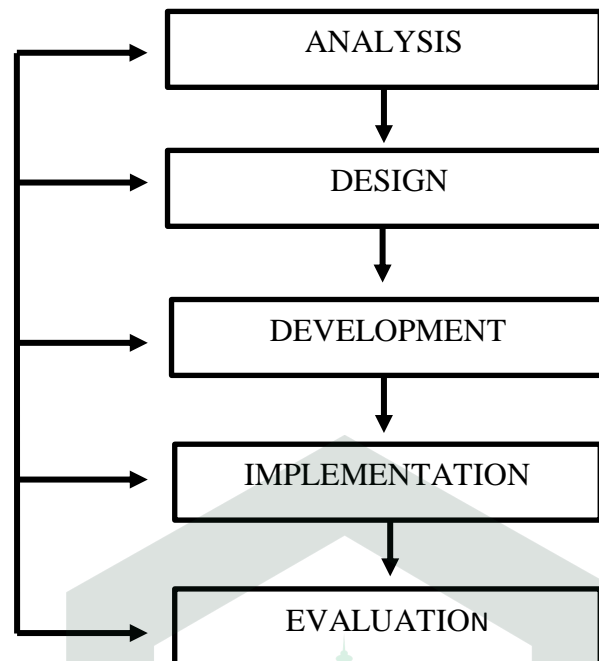 ANALYSIS
DESIGN
DEVELOPMENT
IMPLEMENTATION
EVALUATION